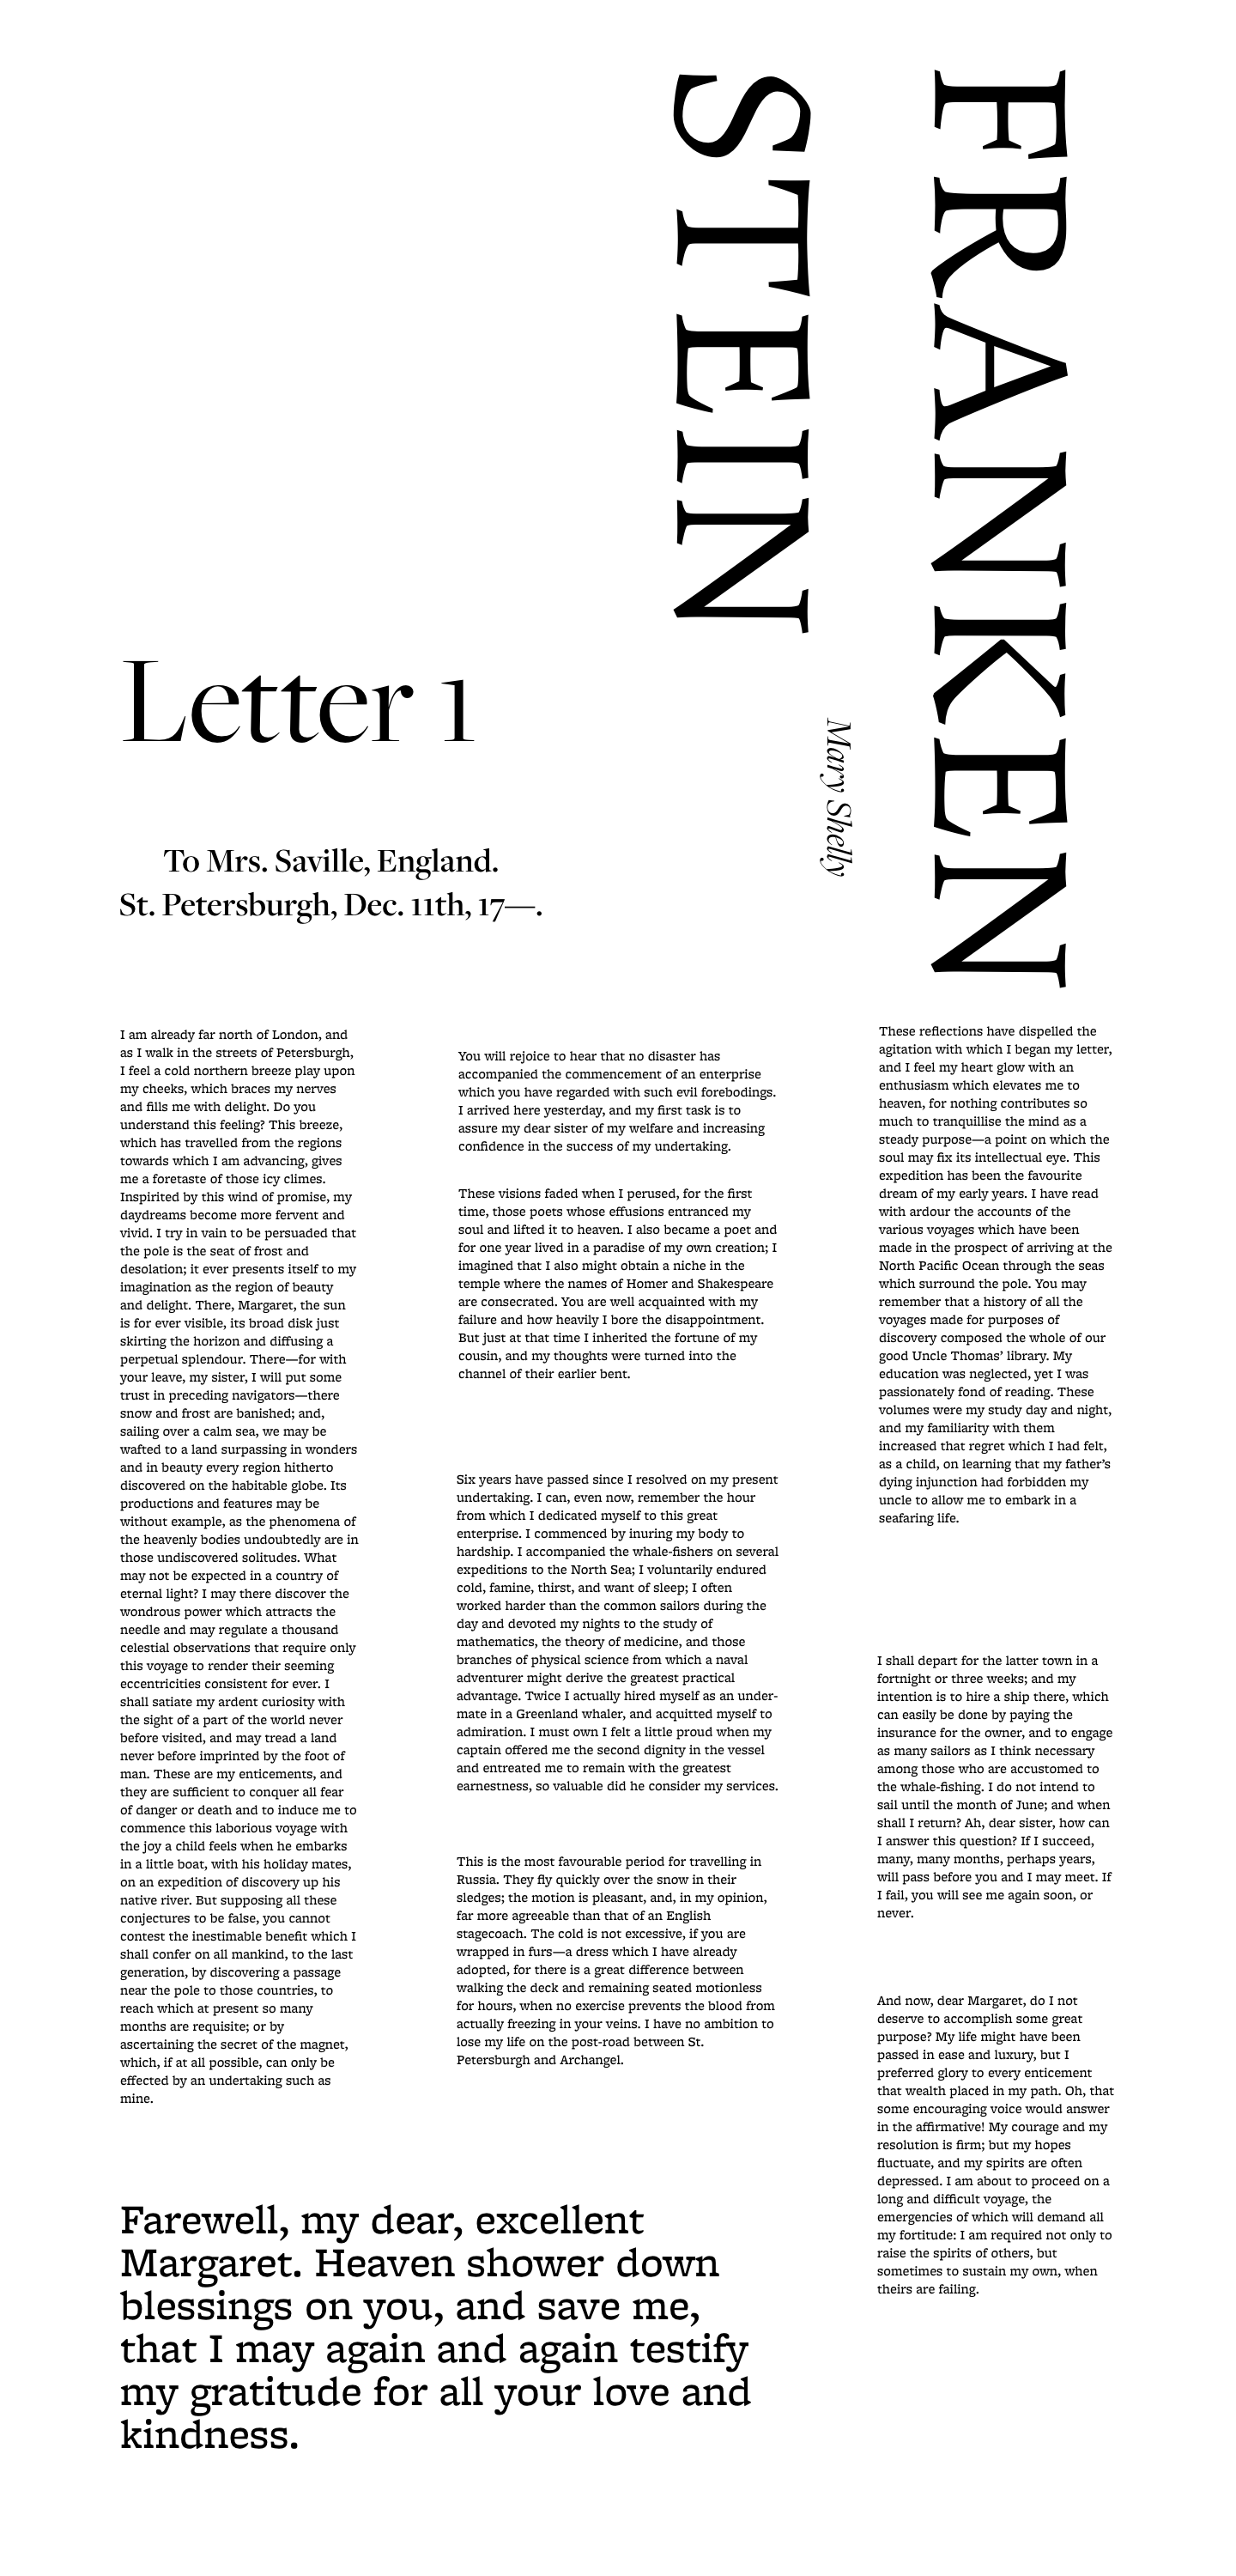 FRANKEN
STEIN
Mary Shelly
Letter 1
To Mrs. Saville, England.
St. Petersburgh, Dec. 11th, 17—.
I am already far north of London, and
as I walk in the streets of Petersburgh,
I feel a cold northern breeze play upon
my cheeks, which braces my nerves
and fills me with delight. Do you
understand this feeling? This breeze,
which has travelled from the regions
towards which I am advancing, gives
me a foretaste of those icy climes.
Inspirited by this wind of promise, my
daydreams become more fervent and
vivid. I try in vain to be persuaded that
the pole is the seat of frost and
desolation; it ever presents itself to my
imagination as the region of beauty
and delight. There, Margaret, the sun
is for ever visible, its broad disk just
skirting the horizon and diffusing a
perpetual splendour. There—for with
your leave, my sister, I will put some
trust in preceding navigators—there
snow and frost are banished; and,
sailing over a calm sea, we may be
wafted to a land surpassing in wonders
and in beauty every region hitherto
discovered on the habitable globe. Its
productions and features may be
without example, as the phenomena of
the heavenly bodies undoubtedly are in
those undiscovered solitudes. What
may not be expected in a country of
eternal light? I may there discover the
wondrous power which attracts the
needle and may regulate a thousand
celestial observations that require only
this voyage to render their seeming
eccentricities consistent for ever. I
shall satiate my ardent curiosity with
the sight of a part of the world never
before visited, and may tread a land
never before imprinted by the foot of
man. These are my enticements, and
they are sufficient to conquer all fear
of danger or death and to induce me to
commence this laborious voyage with
the joy a child feels when he embarks
in a little boat, with his holiday mates,
on an expedition of discovery up his
native river. But supposing all these
conjectures to be false, you cannot
contest the inestimable benefit which I
shall confer on all mankind, to the last
generation, by discovering a passage
near the pole to those countries, to
reach which at present so many
months are requisite; or by
ascertaining the secret of the magnet,
which, if at all possible, can only be
effected by an undertaking such as
mine.
You will rejoice to hear that no disaster has
accompanied the commencement of an enterprise
which you have regarded with such evil forebodings.
I arrived here yesterday, and my first task is to
assure my dear sister of my welfare and increasing
confidence in the success of my undertaking.
These visions faded when I perused, for the first
time, those poets whose effusions entranced my
soul and lifted it to heaven. I also became a poet and
for one year lived in a paradise of my own creation; I
imagined that I also might obtain a niche in the
temple where the names of Homer and Shakespeare
are consecrated. You are well acquainted with my
failure and how heavily I bore the disappointment.
But just at that time I inherited the fortune of my
cousin, and my thoughts were turned into the
channel of their earlier bent.
Six years have passed since I resolved on my present
undertaking. I can, even now, remember the hour
from which I dedicated myself to this great
enterprise. I commenced by inuring my body to
hardship. I accompanied the whale-fishers on several
expeditions to the North Sea; I voluntarily endured
cold, famine, thirst, and want of sleep; I often
worked harder than the common sailors during the
day and devoted my nights to the study of
mathematics, the theory of medicine, and those
branches of physical science from which a naval
adventurer might derive the greatest practical
advantage. Twice I actually hired myself as an under-
mate in a Greenland whaler, and acquitted myself to
admiration. I must own I felt a little proud when my
captain offered me the second dignity in the vessel
and entreated me to remain with the greatest
earnestness, so valuable did he consider my services.
This is the most favourable period for travelling in
Russia. They fly quickly over the snow in their
sledges; the motion is pleasant, and, in my opinion,
far more agreeable than that of an English
stagecoach. The cold is not excessive, if you are
wrapped in furs—a dress which I have already
adopted, for there is a great difference between
walking the deck and remaining seated motionless
for hours, when no exercise prevents the blood from
actually freezing in your veins. I have no ambition to
lose my life on the post-road between St.
Petersburgh and Archangel.
These reflections have dispelled the
agitation with which I began my letter,
and I feel my heart glow with an
enthusiasm which elevates me to
heaven, for nothing contributes so
much to tranquillise the mind as a
steady purpose—a point on which the
soul may fix its intellectual eye. This
expedition has been the favourite
dream of my early years. I have read
with ardour the accounts of the
various voyages which have been
made in the prospect of arriving at the
North Pacific Ocean through the seas
which surround the pole. You may
remember that a history of all the
voyages made for purposes of
discovery composed the whole of our
good Uncle Thomas’ library. My
education was neglected, yet I was
passionately fond of reading. These
volumes were my study day and night,
and my familiarity with them
increased that regret which I had felt,
as a child, on learning that my father’s
dying injunction had forbidden my
uncle to allow me to embark in a
seafaring life.
I shall depart for the latter town in a
fortnight or three weeks; and my
intention is to hire a ship there, which
can easily be done by paying the
insurance for the owner, and to engage
as many sailors as I think necessary
among those who are accustomed to
the whale-fishing. I do not intend to
sail until the month of June; and when
shall I return? Ah, dear sister, how can
I answer this question? If I succeed,
many, many months, perhaps years,
will pass before you and I may meet. If
I fail, you will see me again soon, or
never.
And now, dear Margaret, do I not
deserve to accomplish some great
purpose? My life might have been
passed in ease and luxury, but I
preferred glory to every enticement
that wealth placed in my path. Oh, that
some encouraging voice would answer
in the affirmative! My courage and my
resolution is firm; but my hopes
fluctuate, and my spirits are often
depressed. I am about to proceed on a
long and difficult voyage, the
emergencies of which will demand all
my fortitude: I am required not only to
raise the spirits of others, but
sometimes to sustain my own, when
theirs are failing.
Farewell, my dear, excellent
Margaret. Heaven shower down
blessings on you, and save me,
that I may again and again testify
my gratitude for all your love and
kindness.